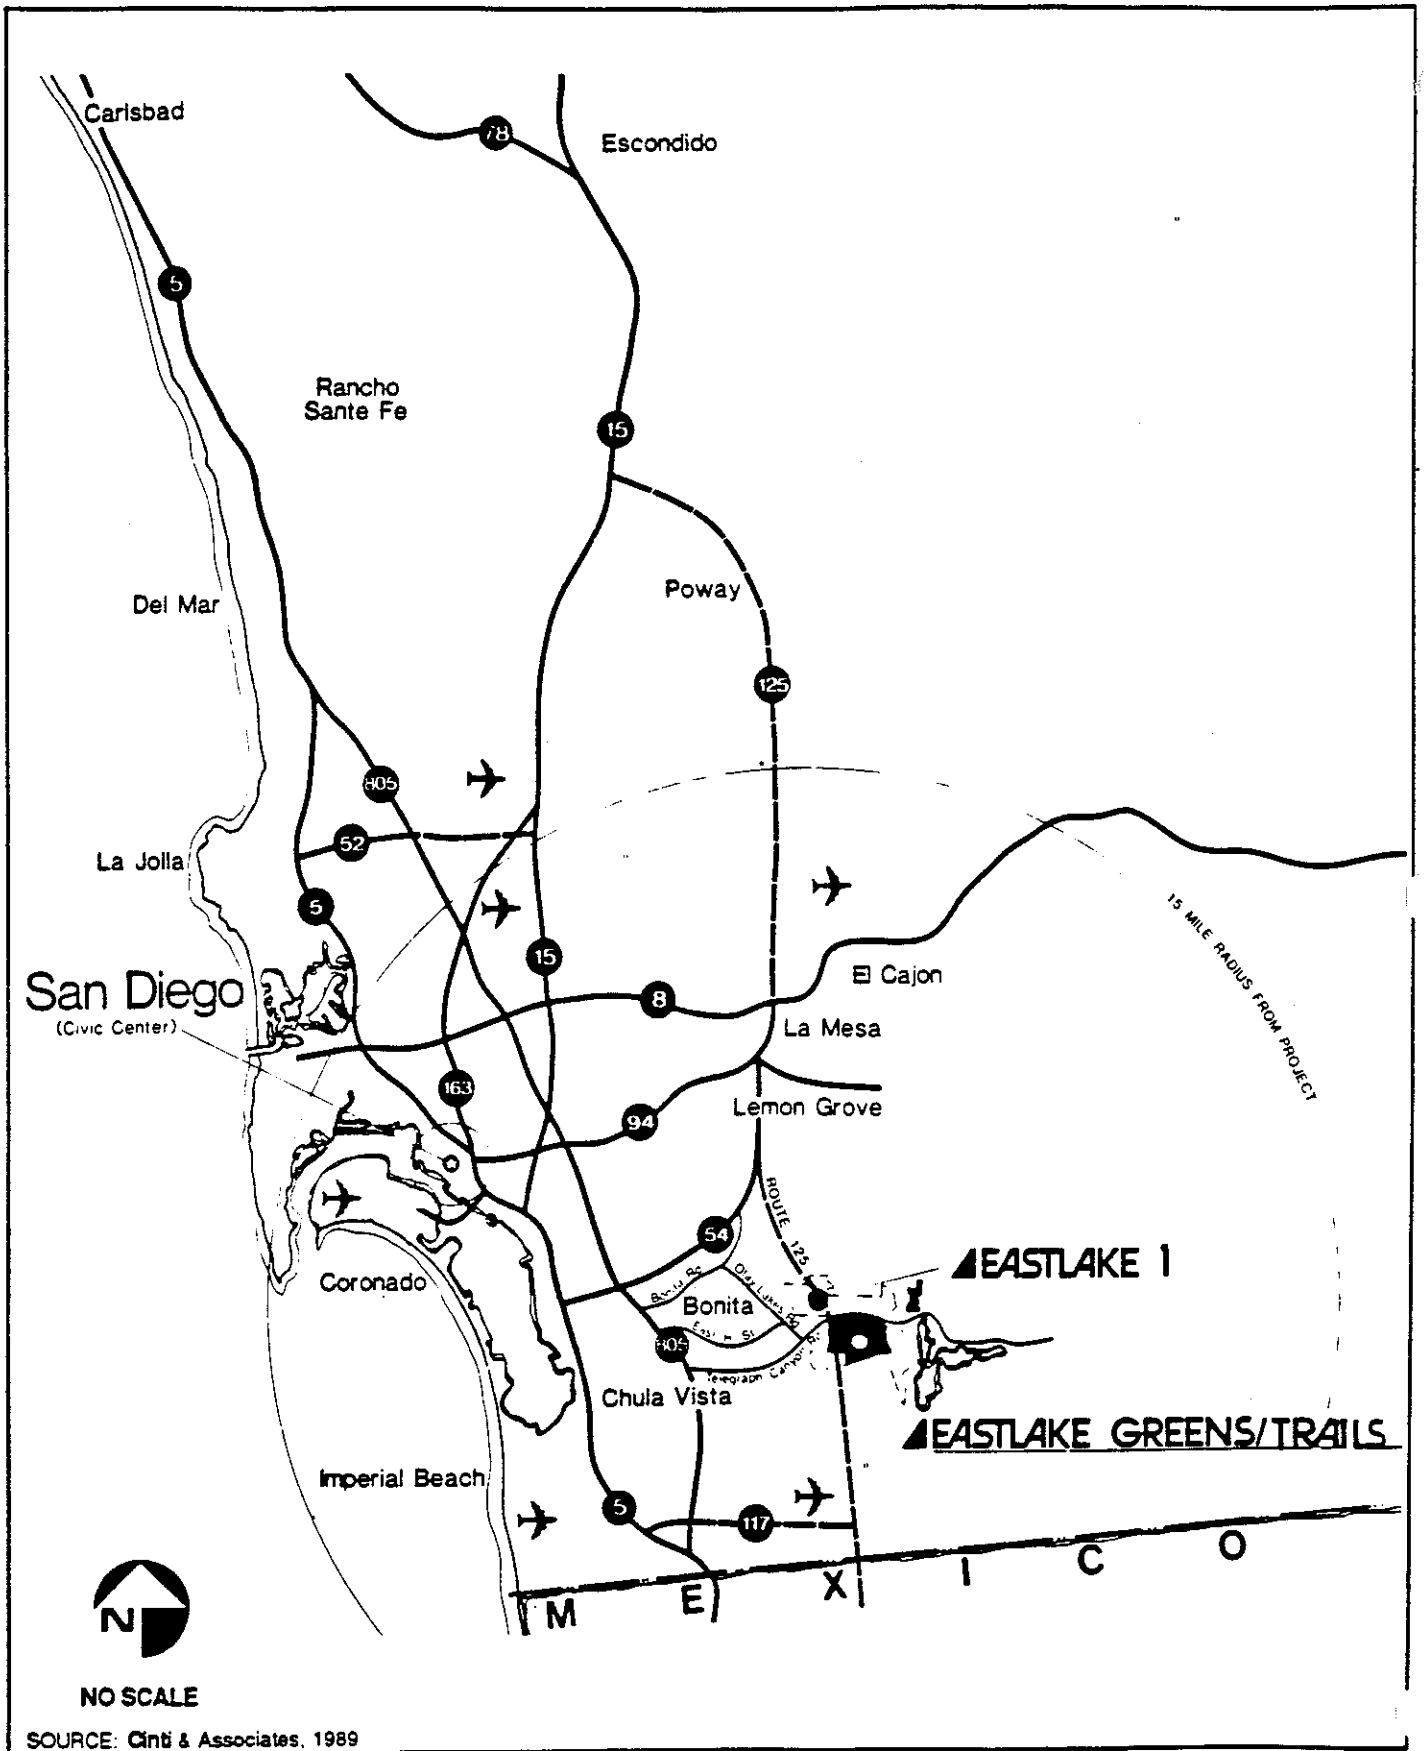 Carlsbad
78
Escondido
5
Rancho
Sante Fe
15
Del Mar
Poway
125
805
52
La Jolla
5
15
15 MILE RADIUS FROM PROJECT
San Diego
(Civic Center)
8
El Cajon
La Mesa
163
94
Lemon Grove
ROUTE 125
54
EASTLAKE 1
Coronado
Bonita Rd
Otay Lakes Rd
Bonita
East H St
805
Telegraph Canyon Rd
Chula Vista
EASTLAKE GREENS/TRAILS
Imperial Beach
5
117
M E X I C O
N
NO SCALE
SOURCE: Cinti & Associates, 1989